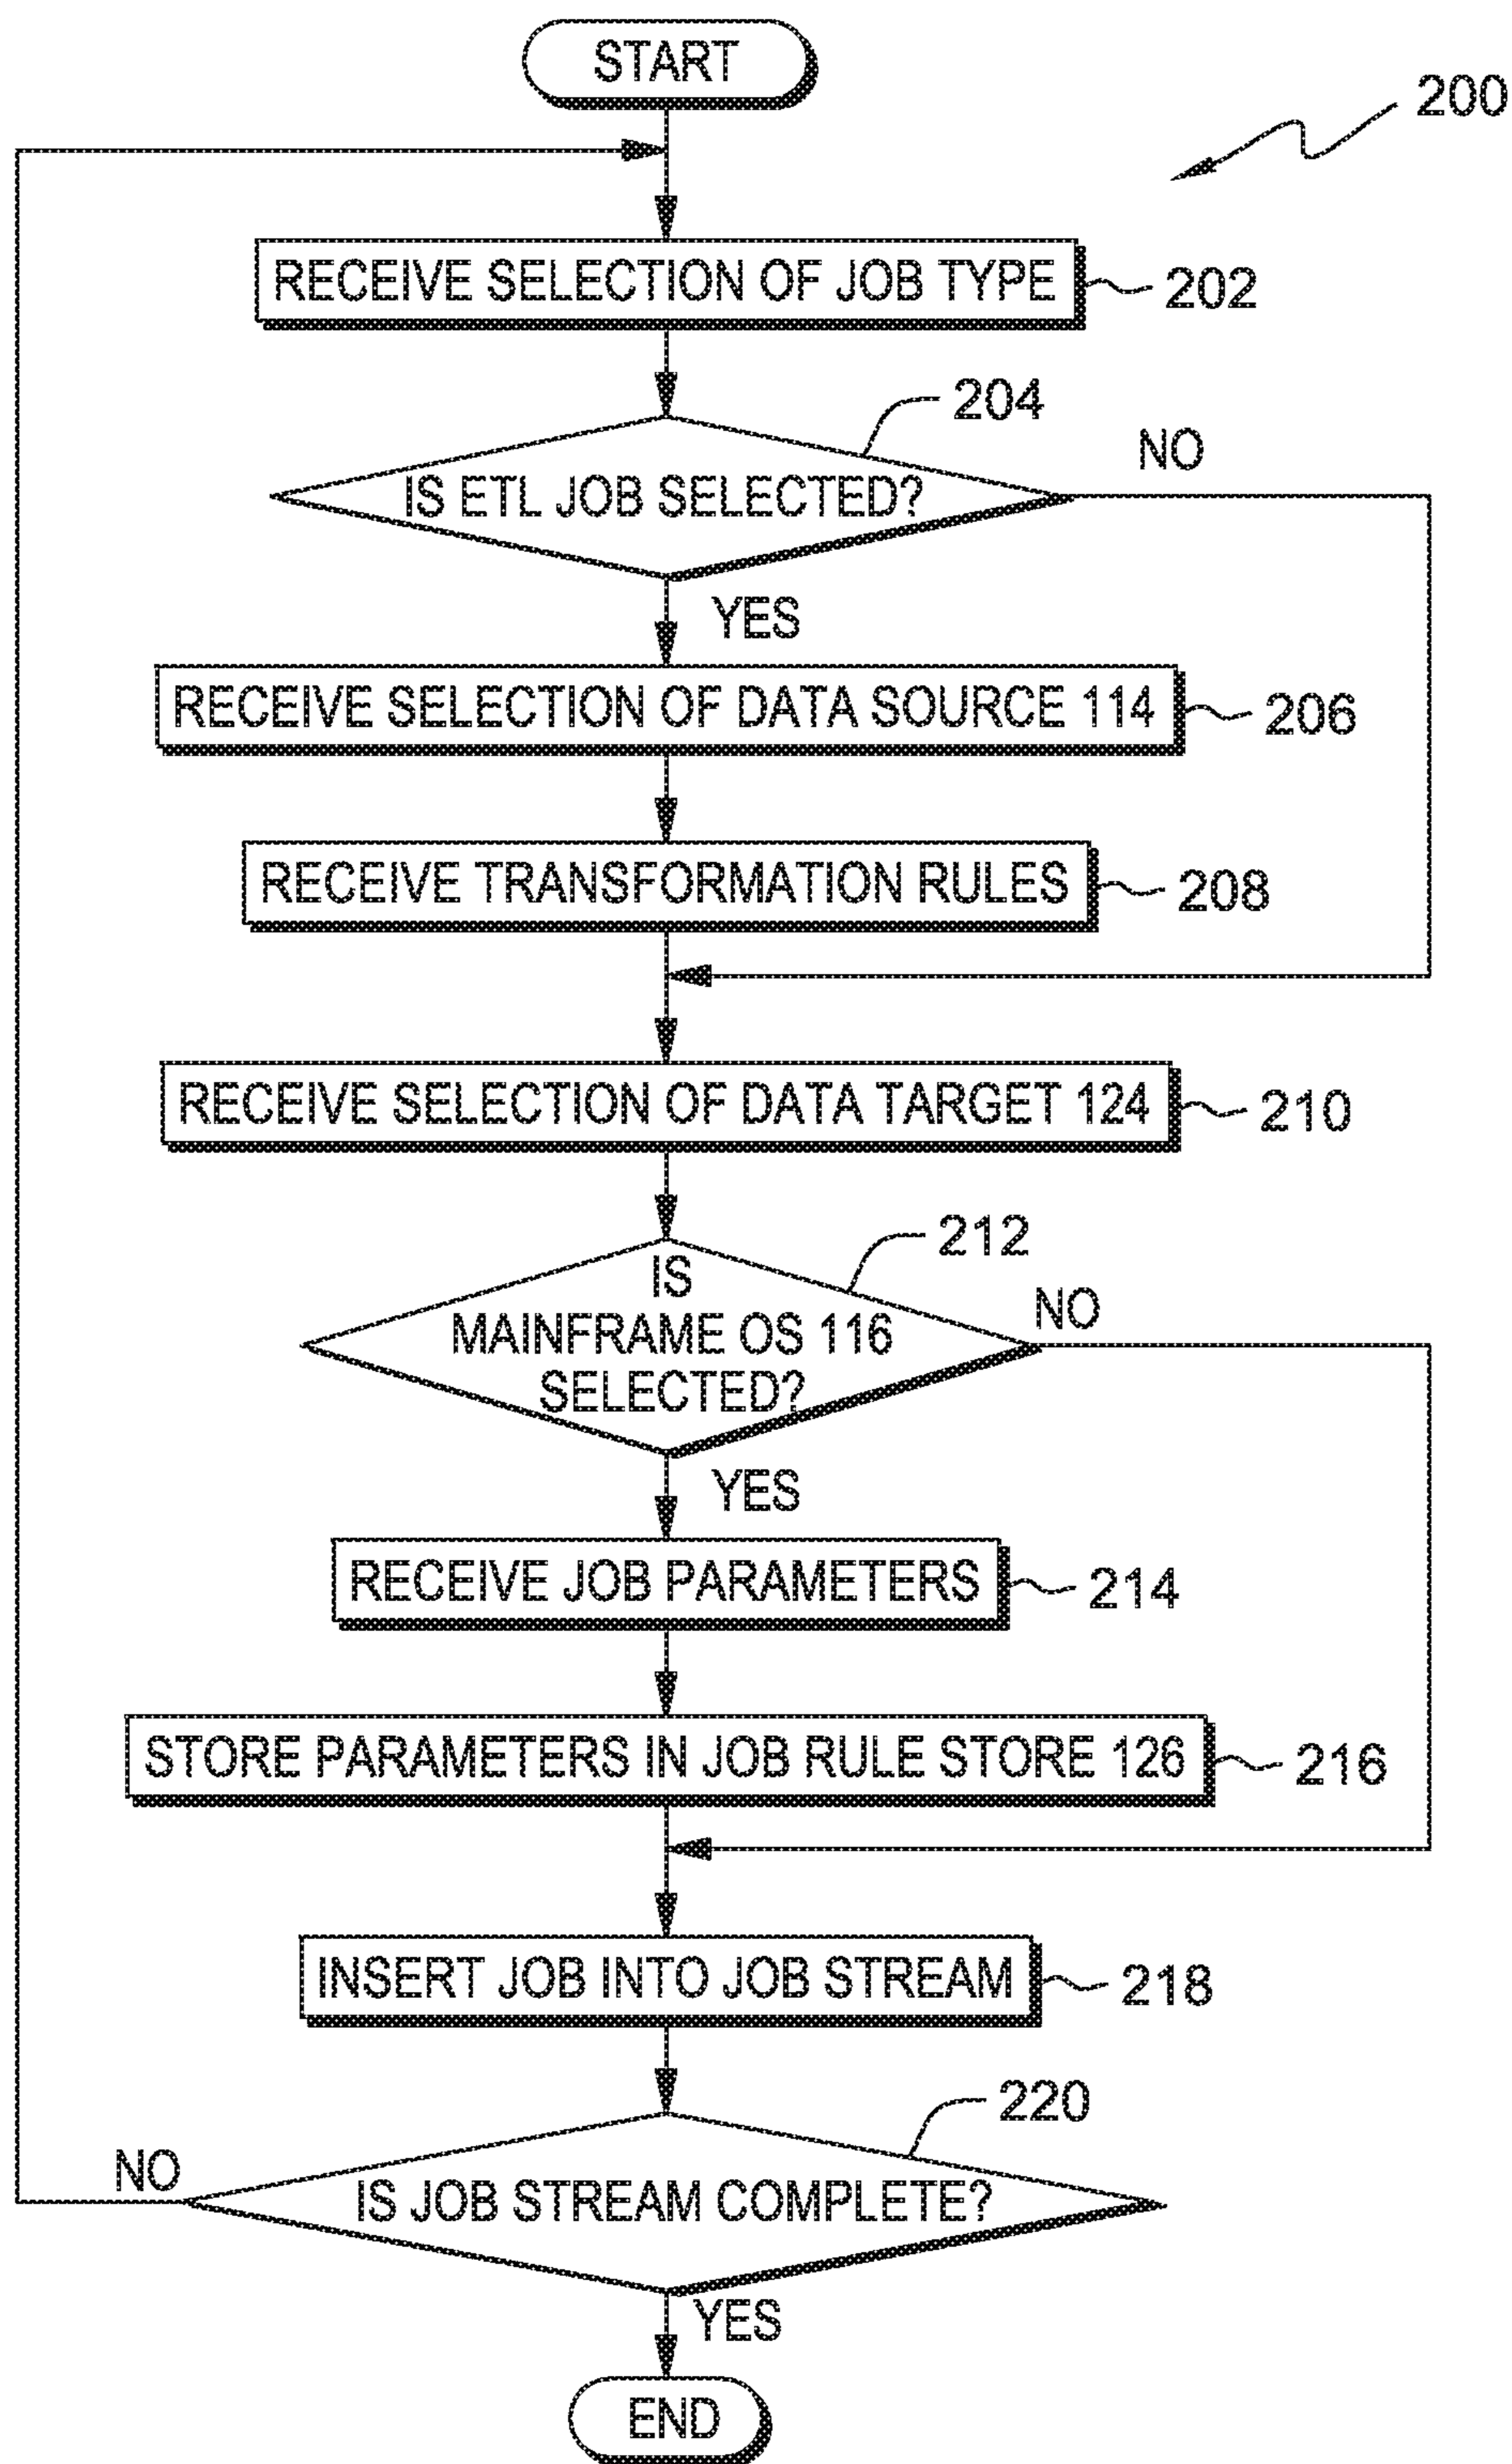 START
200
RECEIVE SELECTION OF JOB TYPE
202
204
IS ETL JOB SELECTED?
NO
YES
RECEIVE SELECTION OF DATA SOURCE 114
206
RECEIVE TRANSFORMATION RULES
208
RECEIVE SELECTION OF DATA TARGET 124
210
212
IS
MAINFRAME OS 116
SELECTED?
NO
YES
RECEIVE JOB PARAMETERS
214
STORE PARAMETERS IN JOB RULE STORE 126
216
INSERT JOB INTO JOB STREAM
218
220
NO
IS JOB STREAM COMPLETE?
YES
END